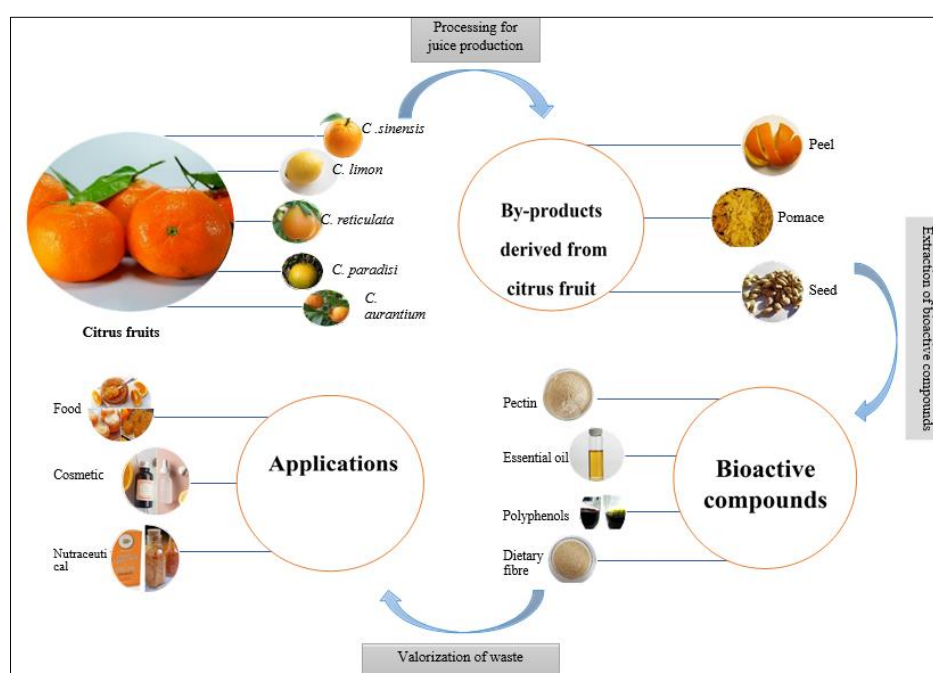 Processing for
juice production
C .sinensis
C. limon
C. reticulata
C. paradisi
C.
aurantium
Citrus fruits
By-products
derived from
citrus fruit
Peel
Pomace
Seed
Extraction of bioactive
compounds
Food
Cosmetic
Nutraceuti
cal
Applications
Pectin
Essential oil
Polyphenols
Dietary
fibre
Bioactive
compounds
Valorization of waste